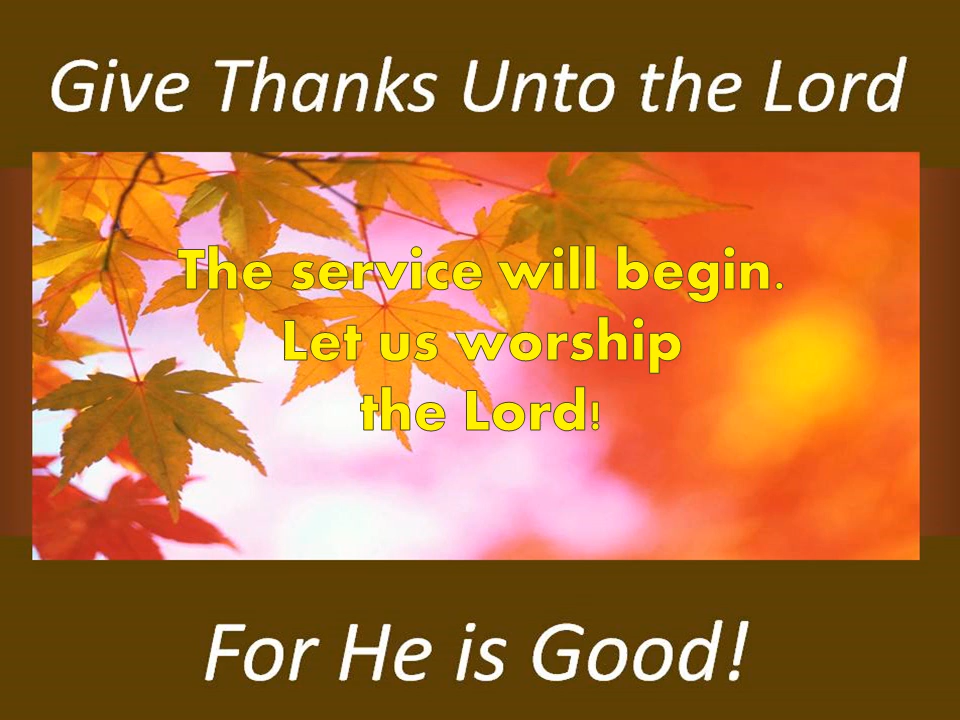 Give Thanks Unto the Lord
The service will begin.
Let us worship
the Lord!
For He is Good!